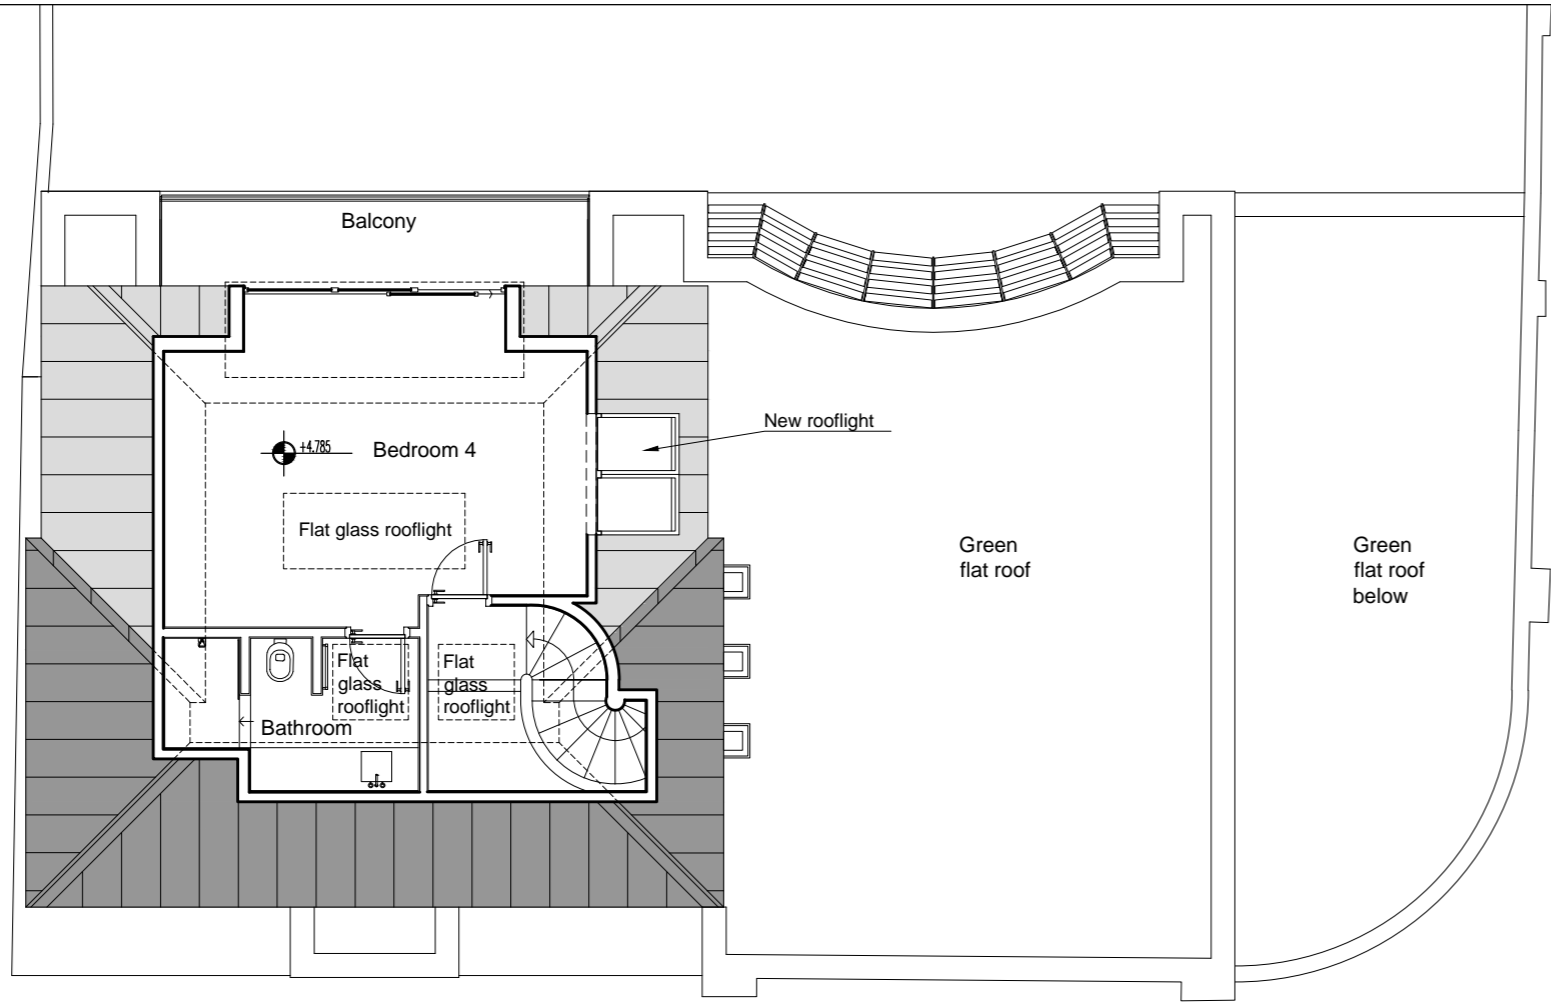 Balcony
New rooflight
+4.785
Bedroom 4
Flat glass rooflight
Green
flat roof
Green
flat roof
below
Flat
glass
rooflight
Flat
glass
rooflight
Bathroom